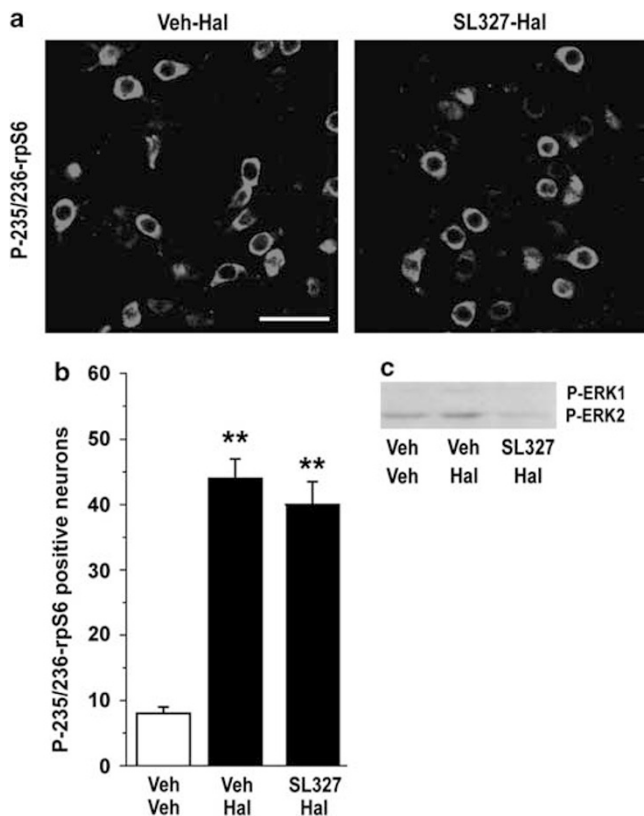 a
Veh-Hal
SL327-Hal
P-235/236-rpS6
b
P-235/236-rpS6 positive neurons
60
50
40
30
20
10
0
**
**
Veh Veh SL327
Veh Hal Hal
c
P-ERK1
P-ERK2
Veh Veh SL327
Veh Hal Hal